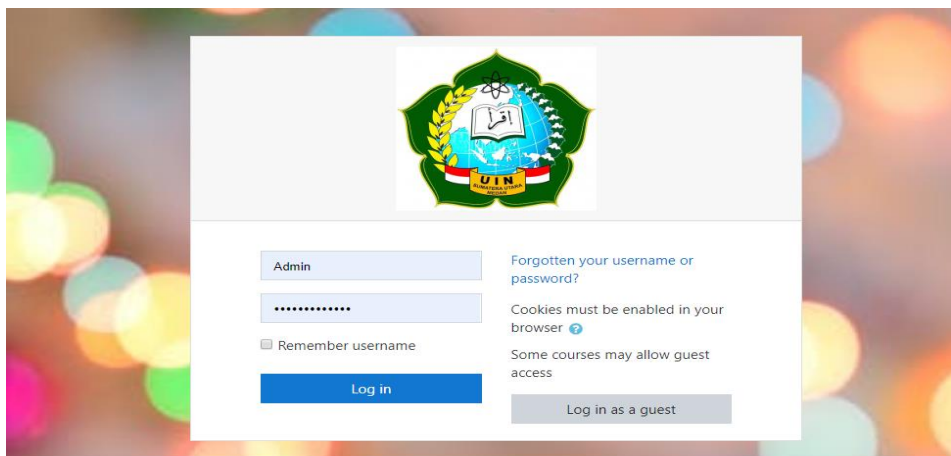 اقرأ
UIN
SUMATERA UTARA
MEDAN
Admin
•••••••••••••
Remember username
Log in
Forgotten your username or
password?
Cookies must be enabled in your
browser ?
Some courses may allow guest
access
Log in as a guest